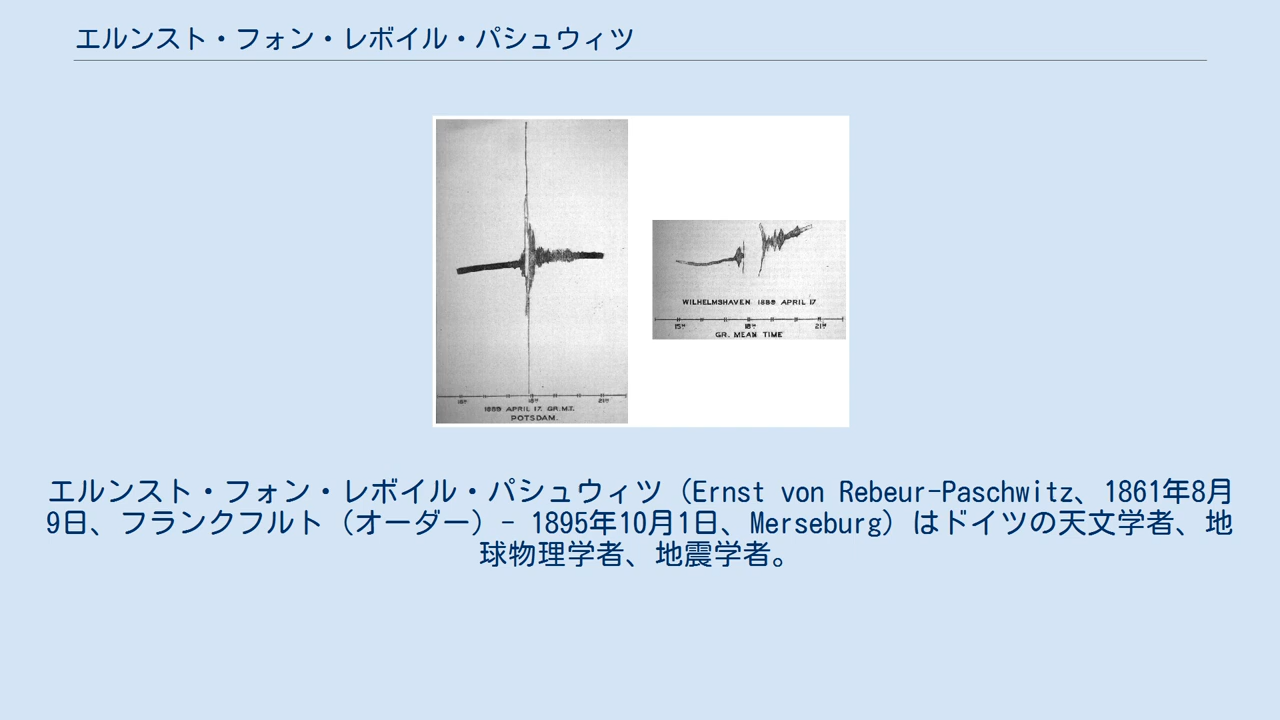 エルンスト・フォン・レボイル・パシュウィツ
WILHELMSHAVEN 1889 APRIL 17
15ʰ 18ʰ 21ʰ
GR. MEAN TIME
18ʰ 21ʰ
1889 APRIL 17. GR.M.T.
POTSDAM.
エルンスト・フォン・レボイル・パシュウィツ（Ernst von Rebeur-Paschwitz、1861年8月
9日、フランクフルト（オーダー）- 1895年10月1日、Merseburg）はドイツの天文学者、地
球物理学者、地震学者。